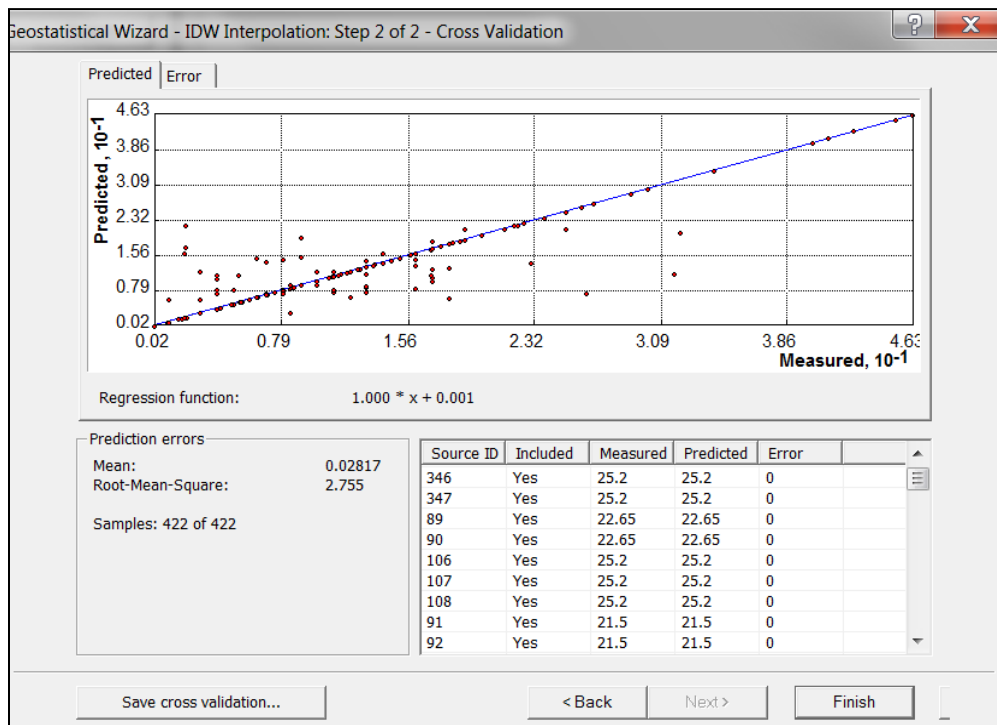 Geostatistical Wizard - IDW Interpolation: Step 2 of 2 - Cross Validation
? X
Predicted Error
Predicted, 10-1
4.63
3.86
3.09
2.32
1.56
0.79
0.02
0.02 0.79 1.56 2.32 3.09 3.86 4.63
Measured, 10-1
Regression function: 1.000 * x + 0.001
Prediction errors
Mean: 0.02817
Root-Mean-Square: 2.755
Samples: 422 of 422
Source ID Included Measured Predicted Error
346 Yes 25.2 25.2 0
347 Yes 25.2 25.2 0
89 Yes 22.65 22.65 0
90 Yes 22.65 22.65 0
106 Yes 25.2 25.2 0
107 Yes 25.2 25.2 0
108 Yes 25.2 25.2 0
91 Yes 21.5 21.5 0
92 Yes 21.5 21.5 0
Save cross validation... < Back Next > Finish